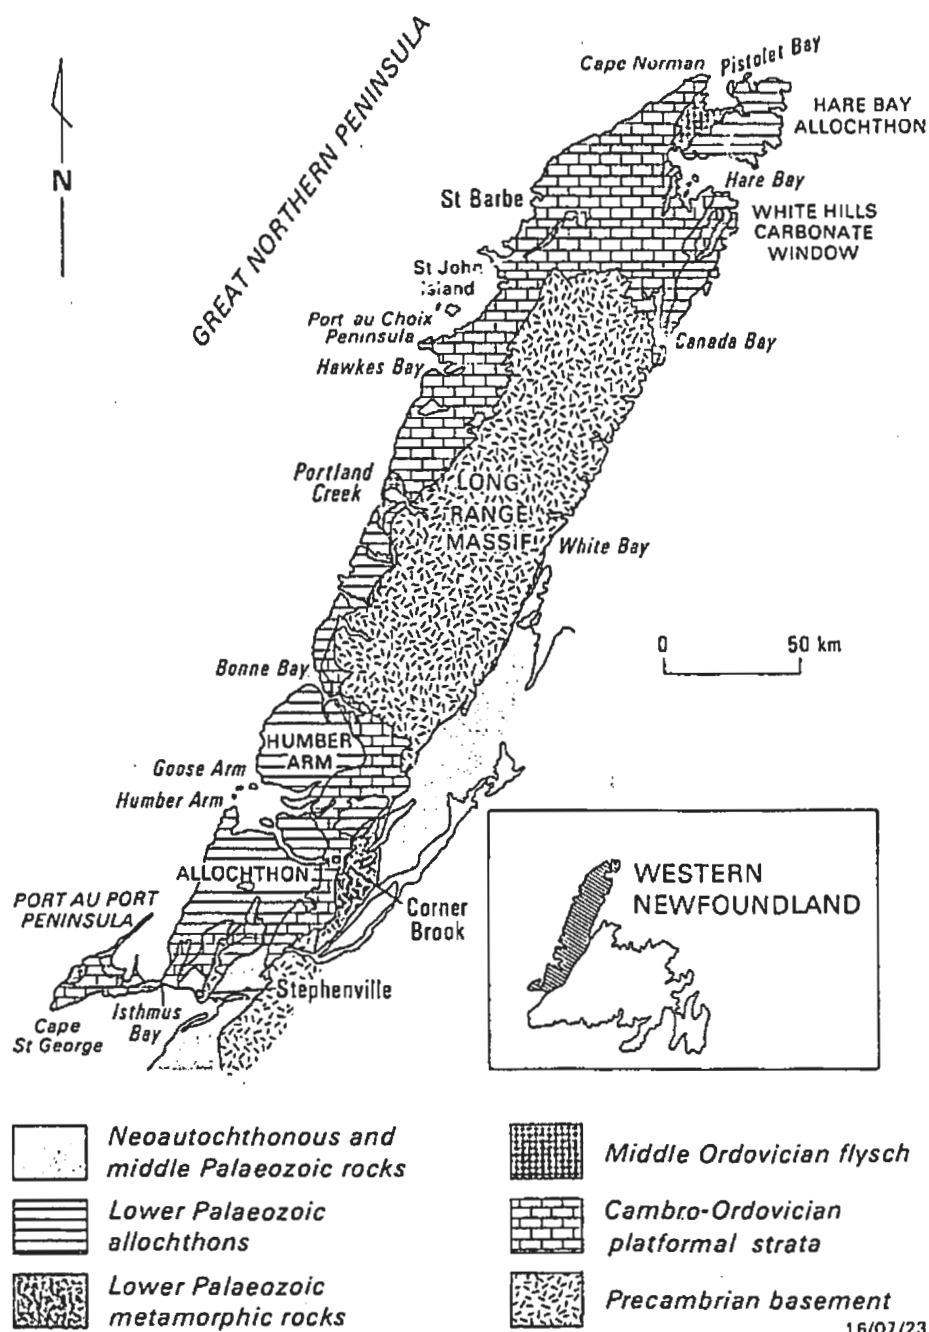 GREAT NORTHERN PENINSULA
N
Cape Norman
Pistolet Bay
HARE BAY
ALLOCHTHON
Hare Bay
St Barbe
WHITE HILLS
CARBONATE
WINDOW
St John
Island
Port au Choix
Peninsula
Hawkes Bay
Canada Bay
Portland
Creek
LONG
RANGE
MASSIF
White Bay
0 50 km
Bonne Bay
HUMBER
ARM
Goose Arm
Humber Arm
ALLOCHTHON
PORT AU PORT
PENINSULA
Corner
Brook
Stephenville
Isthmus
Bay
Cape
St George
WESTERN
NEWFOUNDLAND
Neoautochthonous and
middle Palaeozoic rocks
Lower Palaeozoic
allochthons
Lower Palaeozoic
metamorphic rocks
Middle Ordovician flysch
Cambro-Ordovician
platformal strata
Precambrian basement
16/07/23